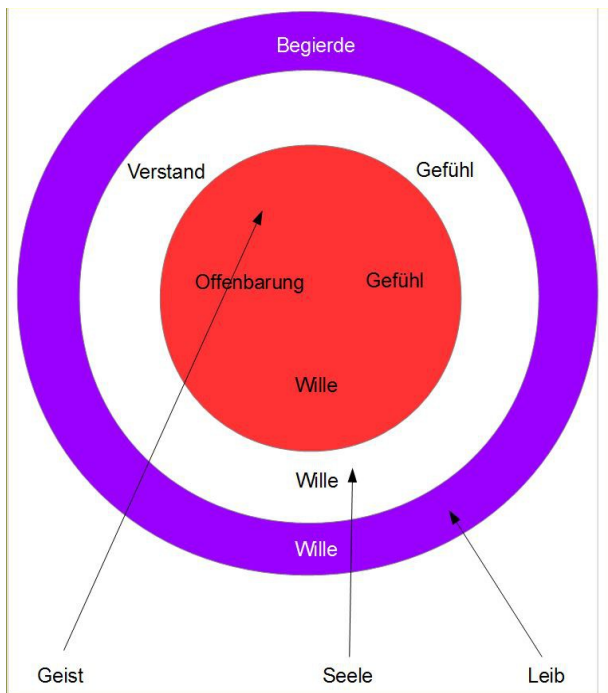 Begierde
Verstand
Gefühl
Offenbarung
Gefühl
Wille
Wille
Wille
Geist
Seele
Leib